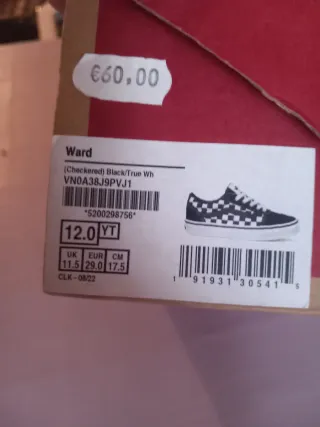 €60,00
Ward
(Checkered) Black/True Wh
VN0A38J9PVJ1
*5200298756*
12.0 YT
UK EUR CM
11.5 29.0 17.5
CLK - 08/22
1 91931 30541 5